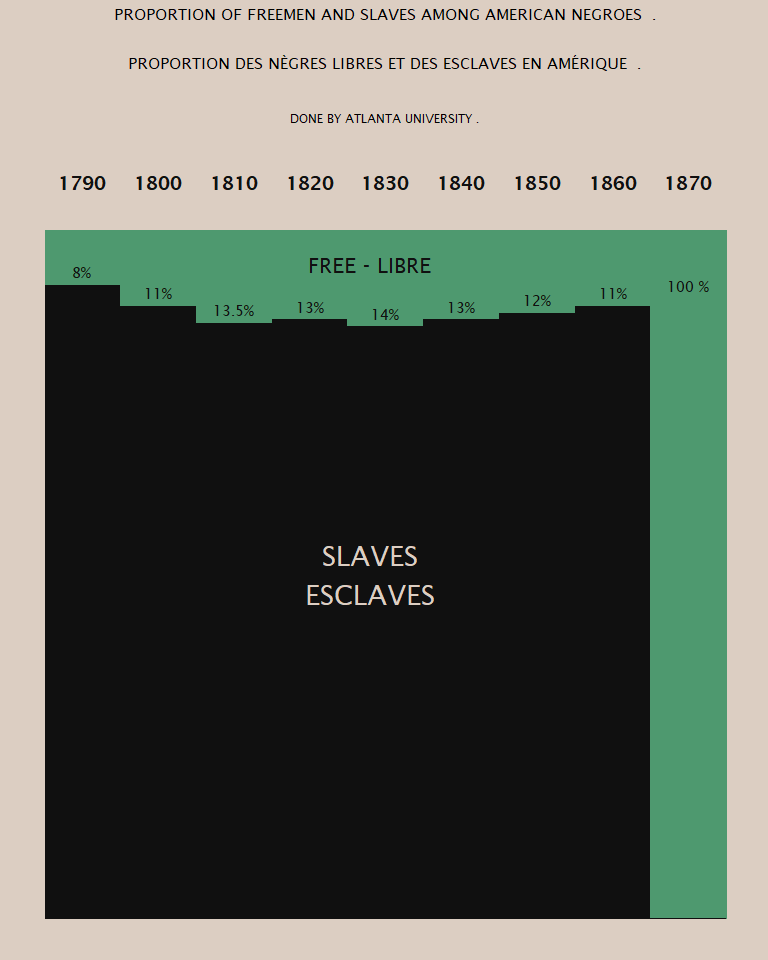 PROPORTION OF FREEMEN AND SLAVES AMONG AMERICAN NEGROES .
PROPORTION DES NÈGRES LIBRES ET DES ESCLAVES EN AMÉRIQUE .
DONE BY ATLANTA UNIVERSITY .
1790 1800 1810 1820 1830 1840 1850 1860 1870
FREE - LIBRE
8% 11% 13.5% 13% 14% 13% 12% 11% 100 %
SLAVES
ESCLAVES